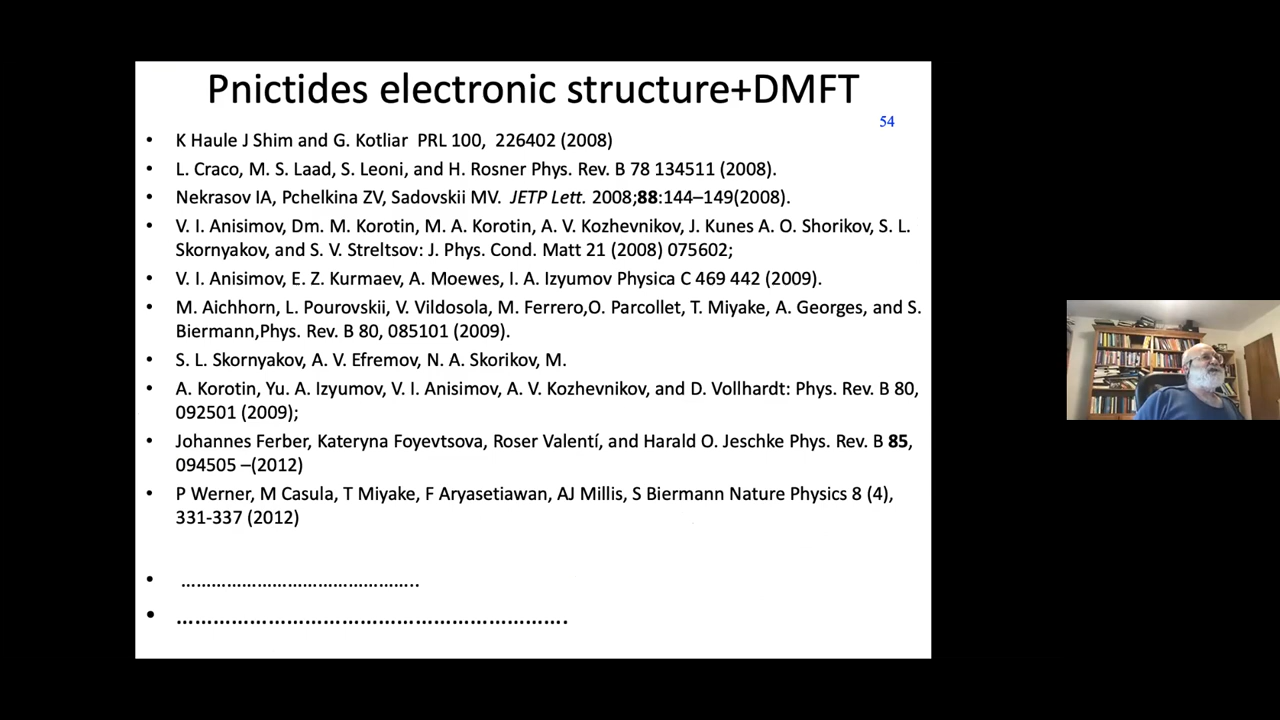 Pnictides electronic structure+DMFT
54
• K Haule J Shim and G. Kotliar PRL 100, 226402 (2008)
• L. Craco, M. S. Laad, S. Leoni, and H. Rosner Phys. Rev. B 78 134511 (2008).
• Nekrasov IA, Pchelkina ZV, Sadovskii MV. JETP Lett. 2008;88:144–149(2008).
• V. I. Anisimov, Dm. M. Korotin, M. A. Korotin, A. V. Kozhevnikov, J. Kunes A. O. Shorikov, S. L.
Skornyakov, and S. V. Streltsov: J. Phys. Cond. Matt 21 (2008) 075602;
• V. I. Anisimov, E. Z. Kurmaev, A. Moewes, I. A. Izyumov Physica C 469 442 (2009).
• M. Aichhorn, L. Pourovskii, V. Vildosola, M. Ferrero,O. Parcollet, T. Miyake, A. Georges, and S.
Biermann,Phys. Rev. B 80, 085101 (2009).
• S. L. Skornyakov, A. V. Efremov, N. A. Skorikov, M.
• A. Korotin, Yu. A. Izyumov, V. I. Anisimov, A. V. Kozhevnikov, and D. Vollhardt: Phys. Rev. B 80,
092501 (2009);
• Johannes Ferber, Kateryna Foyevtsova, Roser Valentí, and Harald O. Jeschke Phys. Rev. B 85,
094505 –(2012)
• P Werner, M Casula, T Miyake, F Aryasetiawan, AJ Millis, S Biermann Nature Physics 8 (4),
331-337 (2012)
• ……………………………………..
• …………………………………………………….